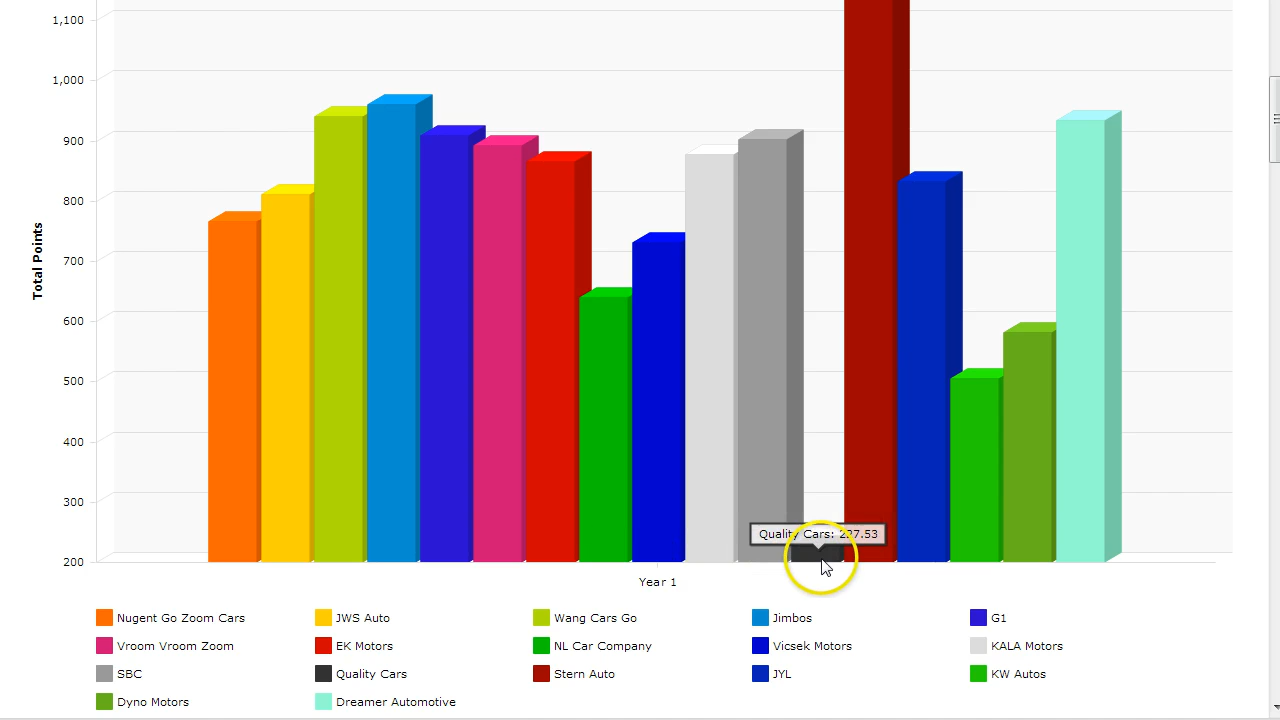 1,100
1,000
900
800
700
600
500
400
300
200
Total Points
Quality Cars: 227.53
Year 1
Nugent Go Zoom Cars
JWS Auto
Wang Cars Go
Jimbos
G1
Vroom Vroom Zoom
EK Motors
NL Car Company
Vicsek Motors
KALA Motors
SBC
Quality Cars
Stern Auto
JYL
KW Autos
Dyno Motors
Dreamer Automotive